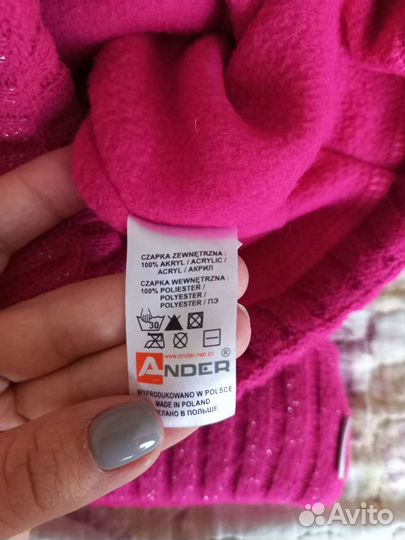 CZAPKA ZEWNĘTRZNA :
100% AKRYL / ACRYLIC /
ACRYL / АКРИЛ
CZAPKA WEWNĘTRZNA :
100% POLIESTER /
POLYESTER /
POLYESTER / ПЭ
30
www.ander.net.pl
ANDER®
WYPRODUKOWANO W POLSCE
MADE IN POLAND
СДЕЛАНО В ПОЛЬШЕ
Avito